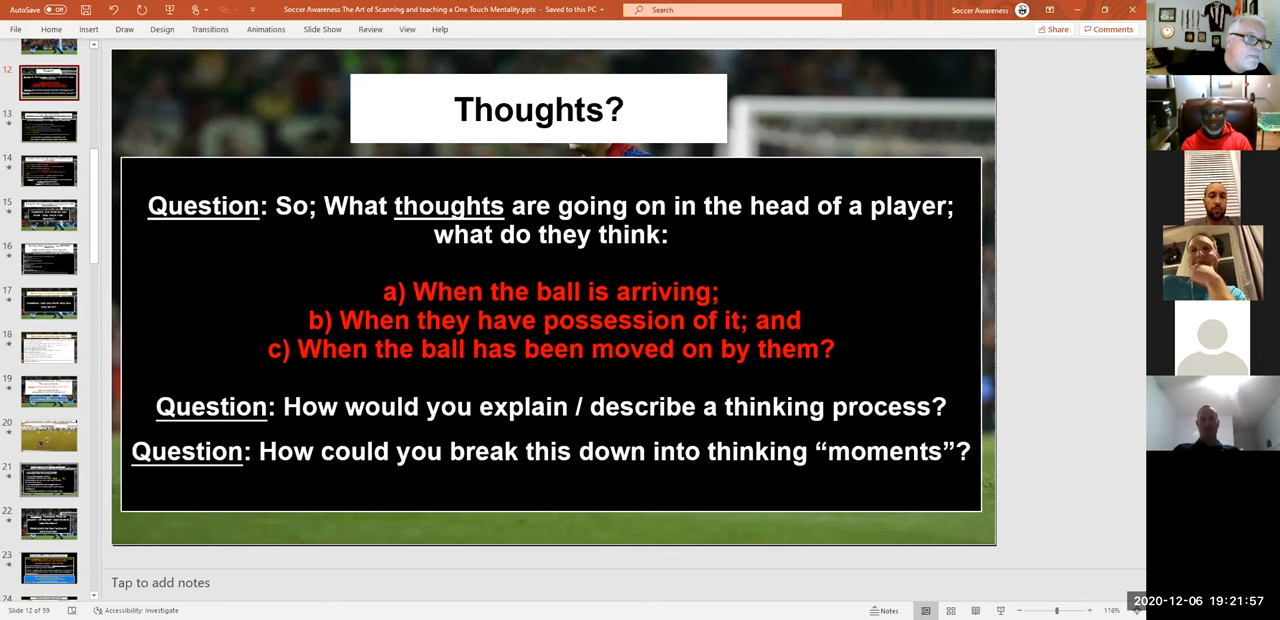 AutoSave Off
Soccer Awareness The Art of Scanning and teaching a One Touch Mentality.pptx - Saved to this PC
Search
Soccer Awareness
File Home Insert Draw Design Transitions Animations Slide Show Review View Help
Share Comments
12
13
14
15
16
17
18
19
20
21
22
23
24
Thoughts?
Question: So; What thoughts are going on in the head of a player;
what do they think:
a) When the ball is arriving;
b) When they have possession of it; and
c) When the ball has been moved on by them?
Question: How would you explain / describe a thinking process?
Question: How could you break this down into thinking “moments”?
Tap to add notes
Slide 12 of 59
Accessibility: Investigate
Notes
116%
2020-12-06 19:21:57